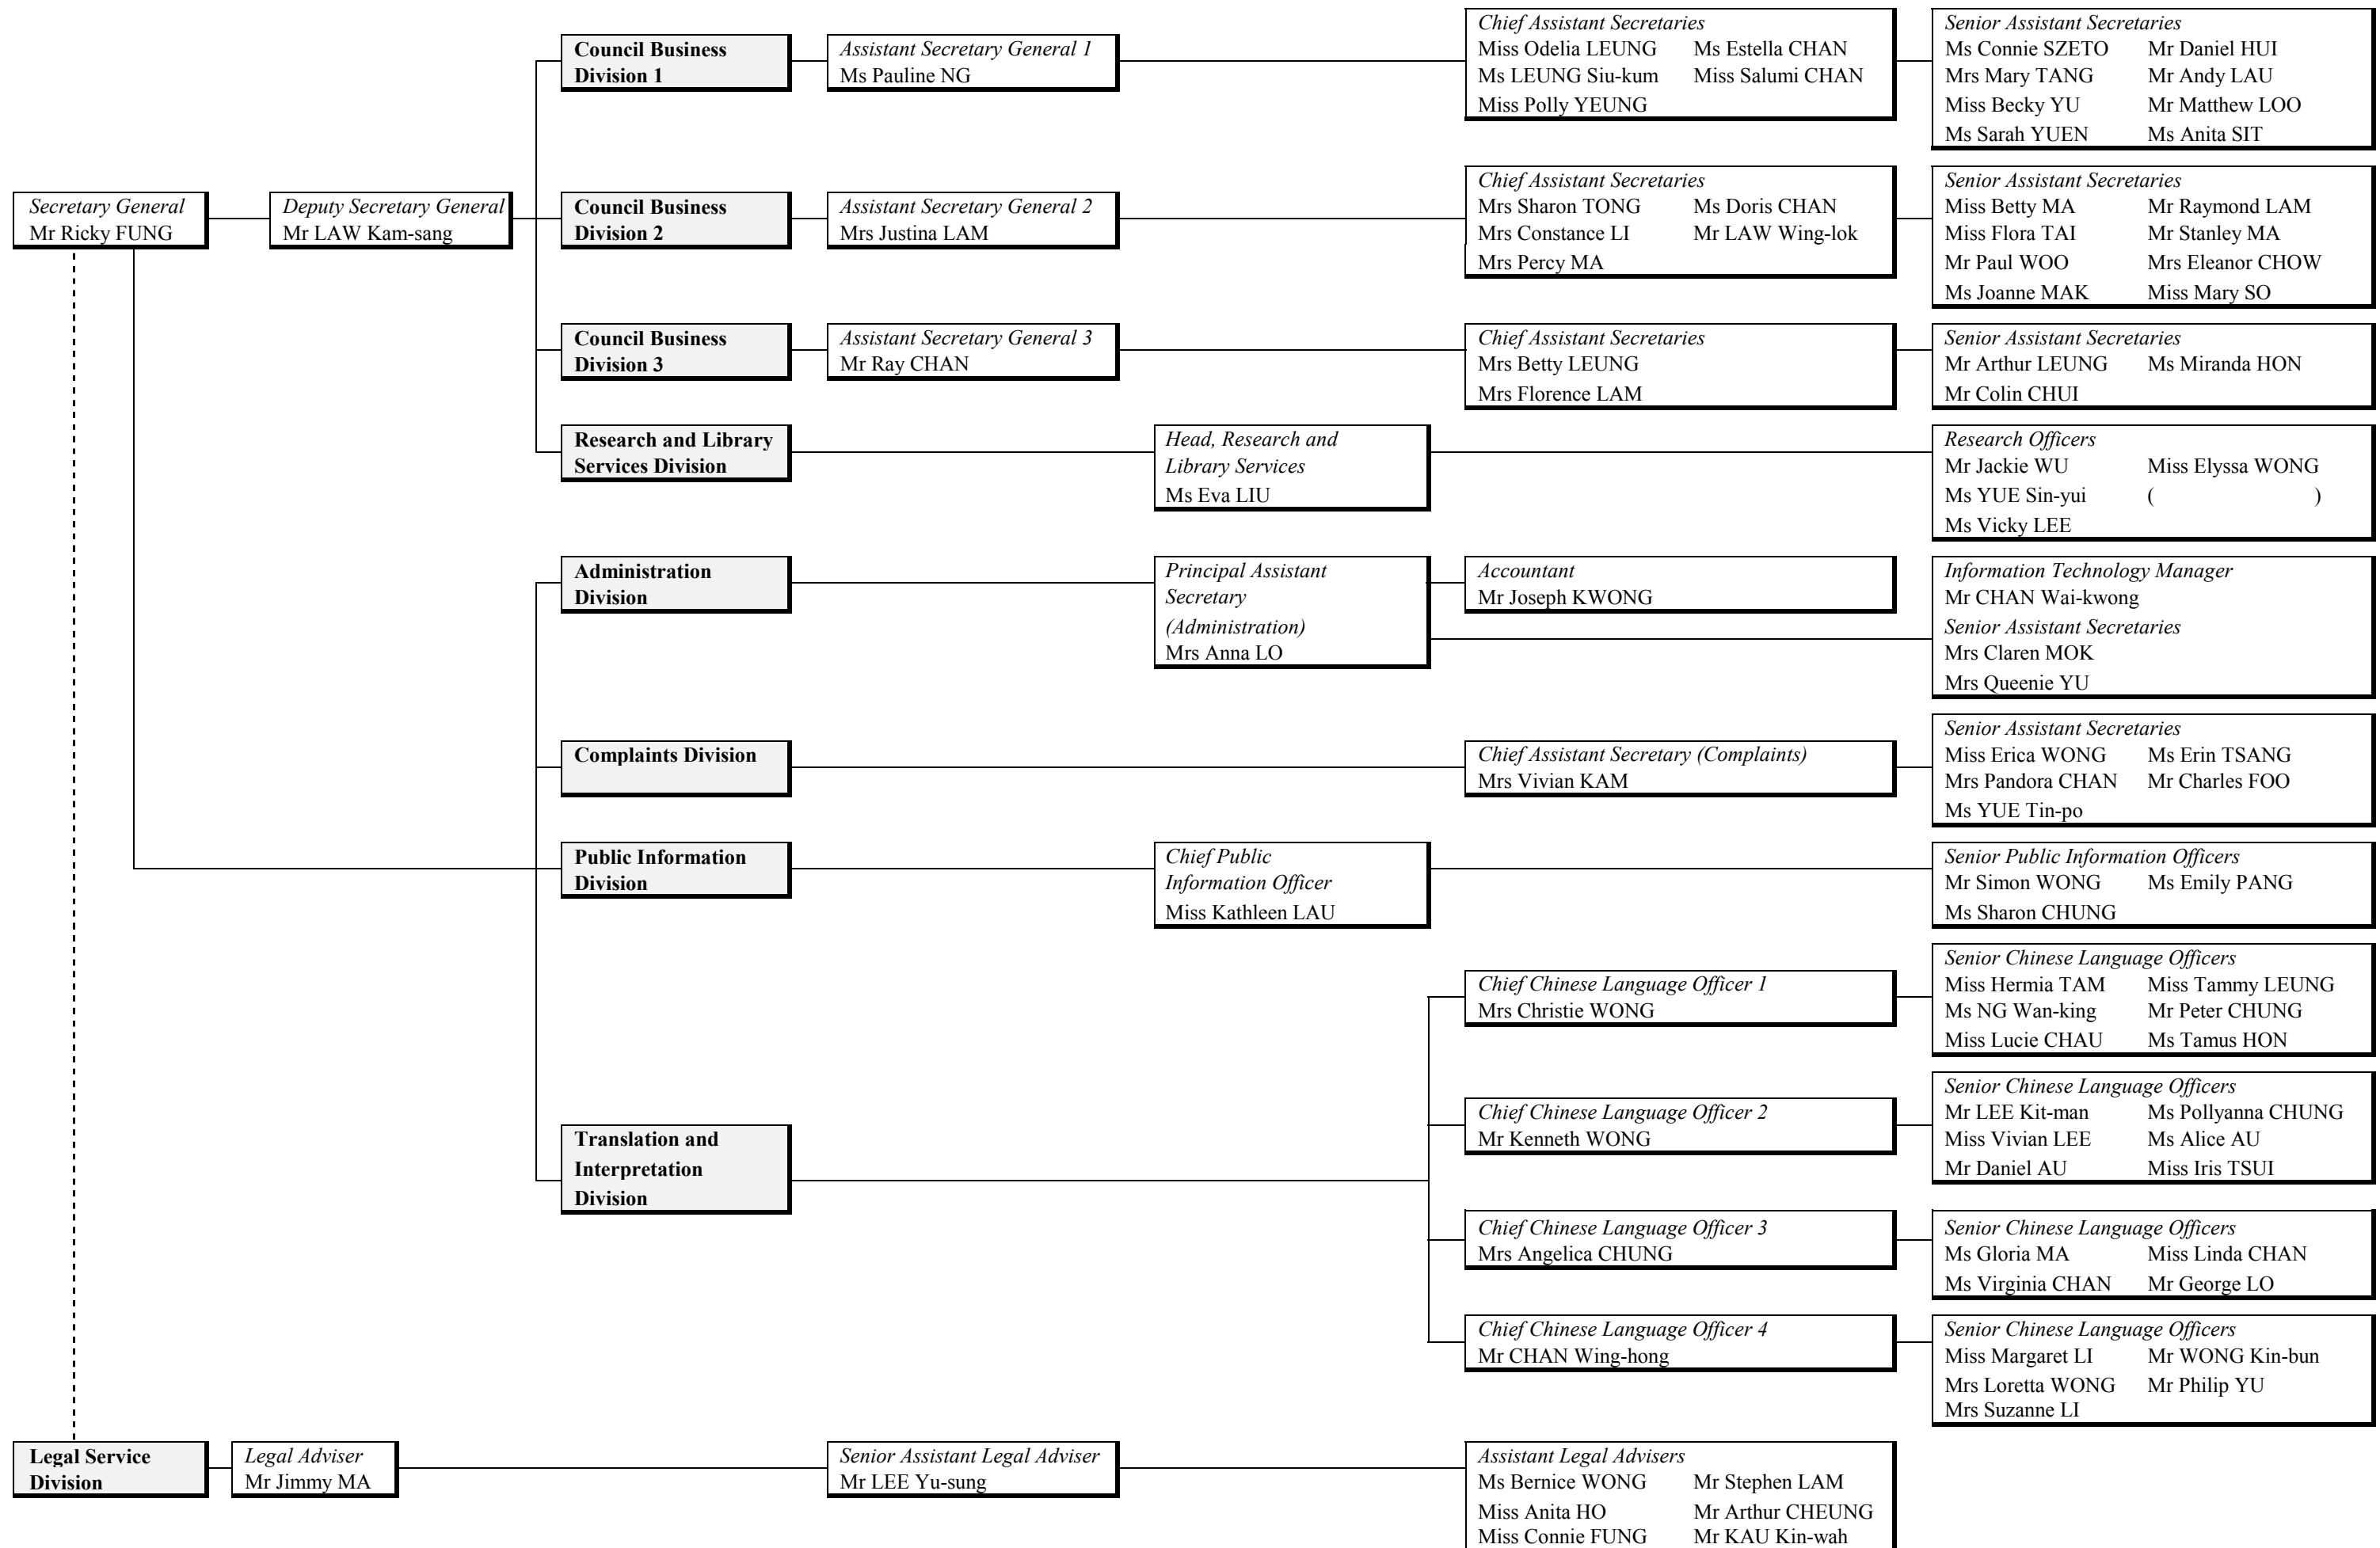 Secretary General
Mr Ricky FUNG
Deputy Secretary General
Mr LAW Kam-sang
Council Business
Division 1
Assistant Secretary General 1
Ms Pauline NG
Chief Assistant Secretaries
Miss Odelia LEUNG Ms Estella CHAN
Ms LEUNG Siu-kum Miss Salumi CHAN
Miss Polly YEUNG
Senior Assistant Secretaries
Ms Connie SZETO Mr Daniel HUI
Mrs Mary TANG Mr Andy LAU
Miss Becky YU Mr Matthew LOO
Ms Sarah YUEN Ms Anita SIT
Council Business
Division 2
Assistant Secretary General 2
Mrs Justina LAM
Chief Assistant Secretaries
Mrs Sharon TONG Ms Doris CHAN
Mrs Constance LI Mr LAW Wing-lok
Mrs Percy MA
Senior Assistant Secretaries
Miss Betty MA Mr Raymond LAM
Miss Flora TAI Mr Stanley MA
Mr Paul WOO Mrs Eleanor CHOW
Ms Joanne MAK Miss Mary SO
Council Business
Division 3
Assistant Secretary General 3
Mr Ray CHAN
Chief Assistant Secretaries
Mrs Betty LEUNG
Mrs Florence LAM
Senior Assistant Secretaries
Mr Arthur LEUNG Ms Miranda HON
Mr Colin CHUI
Research and Library
Services Division
Head, Research and
Library Services
Ms Eva LIU
Research Officers
Mr Jackie WU Miss Elyssa WONG
Ms YUE Sin-yui ( )
Ms Vicky LEE
Administration
Division
Principal Assistant
Secretary
(Administration)
Mrs Anna LO
Accountant
Mr Joseph KWONG
Information Technology Manager
Mr CHAN Wai-kwong
Senior Assistant Secretaries
Mrs Claren MOK
Mrs Queenie YU
Complaints Division
Chief Assistant Secretary (Complaints)
Mrs Vivian KAM
Senior Assistant Secretaries
Miss Erica WONG Ms Erin TSANG
Mrs Pandora CHAN Mr Charles FOO
Ms YUE Tin-po
Public Information
Division
Chief Public
Information Officer
Miss Kathleen LAU
Senior Public Information Officers
Mr Simon WONG Ms Emily PANG
Ms Sharon CHUNG
Translation and
Interpretation
Division
Chief Chinese Language Officer 1
Mrs Christie WONG
Senior Chinese Language Officers
Miss Hermia TAM Miss Tammy LEUNG
Ms NG Wan-king Mr Peter CHUNG
Miss Lucie CHAU Ms Tamus HON
Chief Chinese Language Officer 2
Mr Kenneth WONG
Senior Chinese Language Officers
Mr LEE Kit-man Ms Pollyanna CHUNG
Miss Vivian LEE Ms Alice AU
Mr Daniel AU Miss Iris TSUI
Chief Chinese Language Officer 3
Mrs Angelica CHUNG
Senior Chinese Language Officers
Ms Gloria MA Miss Linda CHAN
Ms Virginia CHAN Mr George LO
Chief Chinese Language Officer 4
Mr CHAN Wing-hong
Senior Chinese Language Officers
Miss Margaret LI Mr WONG Kin-bun
Mrs Loretta WONG Mr Philip YU
Mrs Suzanne LI
Legal Service
Division
Legal Adviser
Mr Jimmy MA
Senior Assistant Legal Adviser
Mr LEE Yu-sung
Assistant Legal Advisers
Ms Bernice WONG Mr Stephen LAM
Miss Anita HO Mr Arthur CHEUNG
Miss Connie FUNG Mr KAU Kin-wah